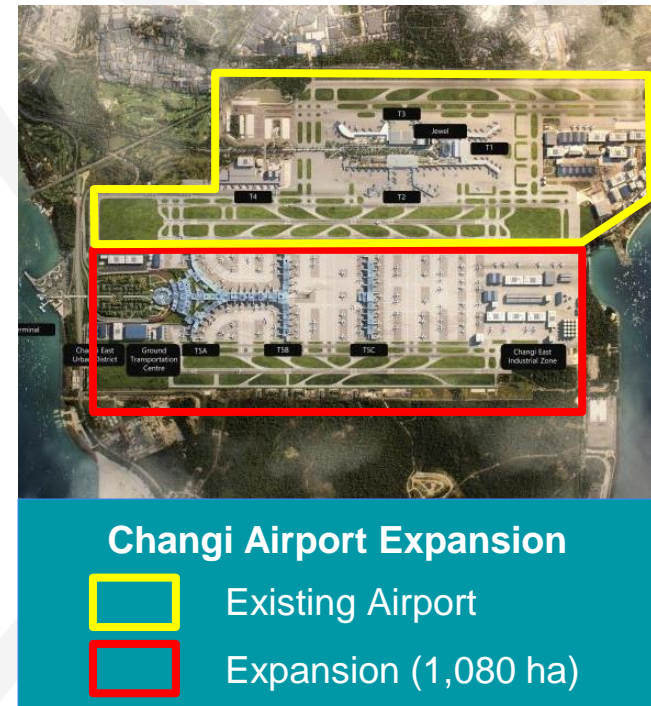 T3
Jewel
T1
T4
T2
erminal
Changi East
Urban District
Ground
Transportation
Centre
T5A
T5B
T5C
Changi East
Industrial Zone
Changi Airport Expansion
Existing Airport
Expansion (1,080 ha)